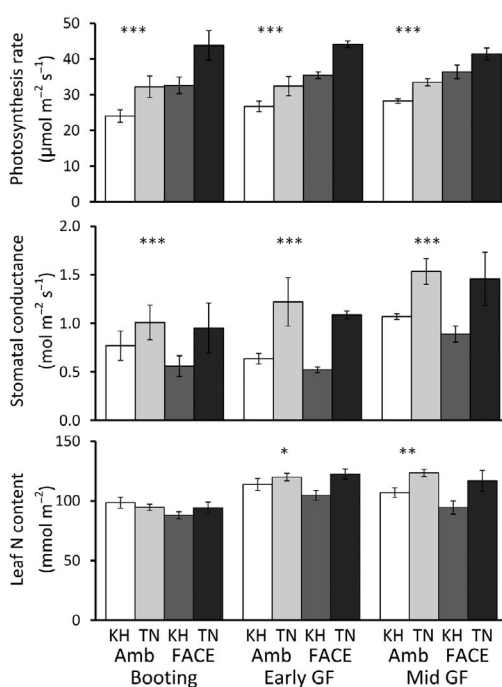 Photosynthesis rate
(μmol m⁻² s⁻¹)
50
40
30
20
10
0
*** *** ***
Stomatal conductance
(mol m⁻² s⁻¹)
2.0
1.5
1.0
0.5
0.0
*** *** ***
Leaf N content
(mmol m⁻²)
150
100
50
0
* **
KH TN KH TN KH TN KH TN KH TN KH TN
Amb FACE Amb FACE Amb FACE
Booting Early GF Mid GF